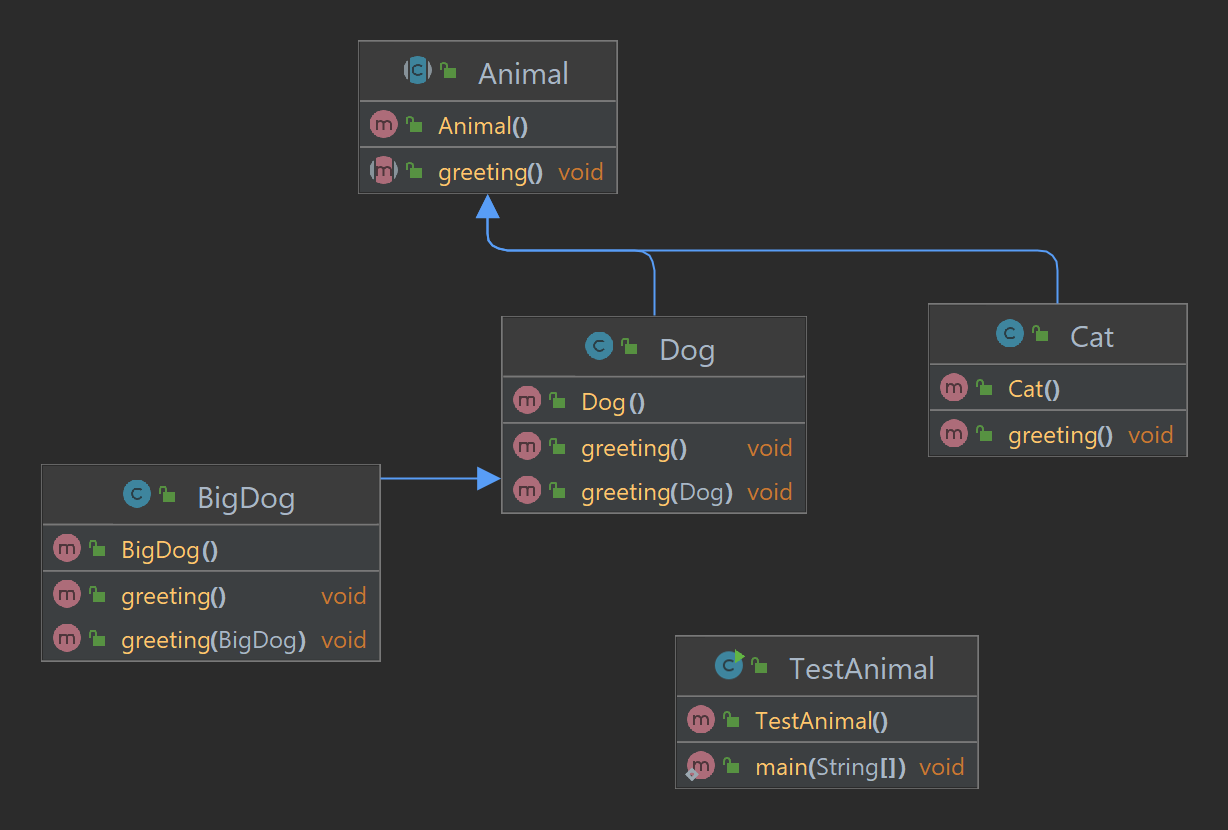 Animal
Animal()
greeting() void
Dog
Dog()
greeting() void
greeting(Dog) void
Cat
Cat()
greeting() void
BigDog
BigDog()
greeting() void
greeting(BigDog) void
TestAnimal
TestAnimal()
main(String[]) void